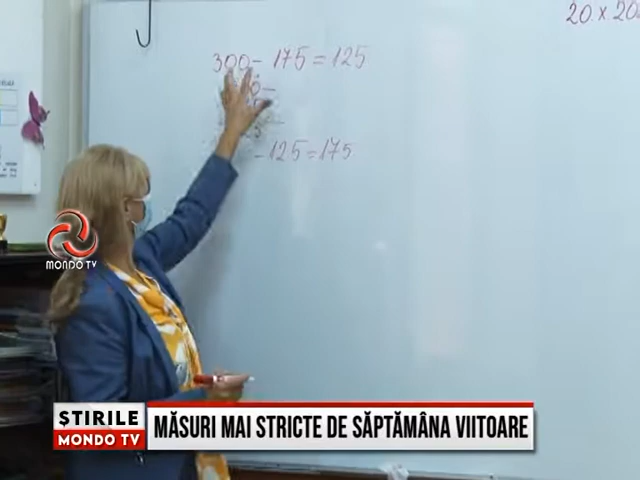 20 x 20
300 - 175 = 125
- 125 = 175
MONDO TV
ȘTIRILE
MONDO TV
MĂSURI MAI STRICTE DE SĂPTĂMÂNA VIITOARE